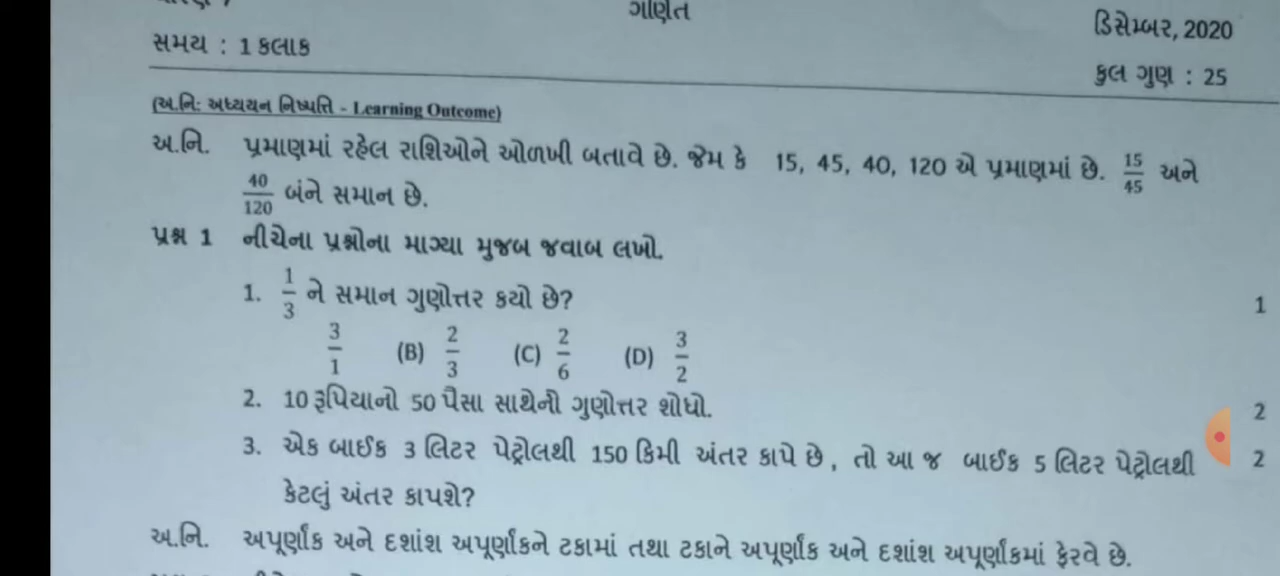 ગણિત
ડિસેમ્બર, 2020
સમય : 1 કલાક
કુલ ગુણ : 25
(અ.નિ: અધ્યયન નિષ્પત્તિ - Learning Outcome)
અ.નિ. પ્રમાણમાં રહેલ રાશિઓને ઓળખી બતાવે છે. જેમ કે 15, 45, 40, 120 એ પ્રમાણમાં છે. 15/45 અને
40/120 બંને સમાન છે.
પ્રશ્ન 1 નીચેના પ્રશ્નોના માગ્યા મુજબ જવાબ લખો.
1. 1/3 ને સમાન ગુણોત્તર કયો છે? 1
3/1 (B) 2/3 (C) 2/6 (D) 3/2
2. 10 રૂપિયાનો 50 પૈસા સાથેનો ગુણોત્તર શોધો. 2
3. એક બાઈક 3 લિટર પેટ્રોલથી 150 કિમી અંતર કાપે છે, તો આ જ બાઈક 5 લિટર પેટ્રોલથી 2
કેટલું અંતર કાપશે?
અ.નિ. અપૂર્ણાંક અને દશાંશ અપૂર્ણાંકને ટકામાં તથા ટકાને અપૂર્ણાંક અને દશાંશ અપૂર્ણાંકમાં ફેરવે છે.